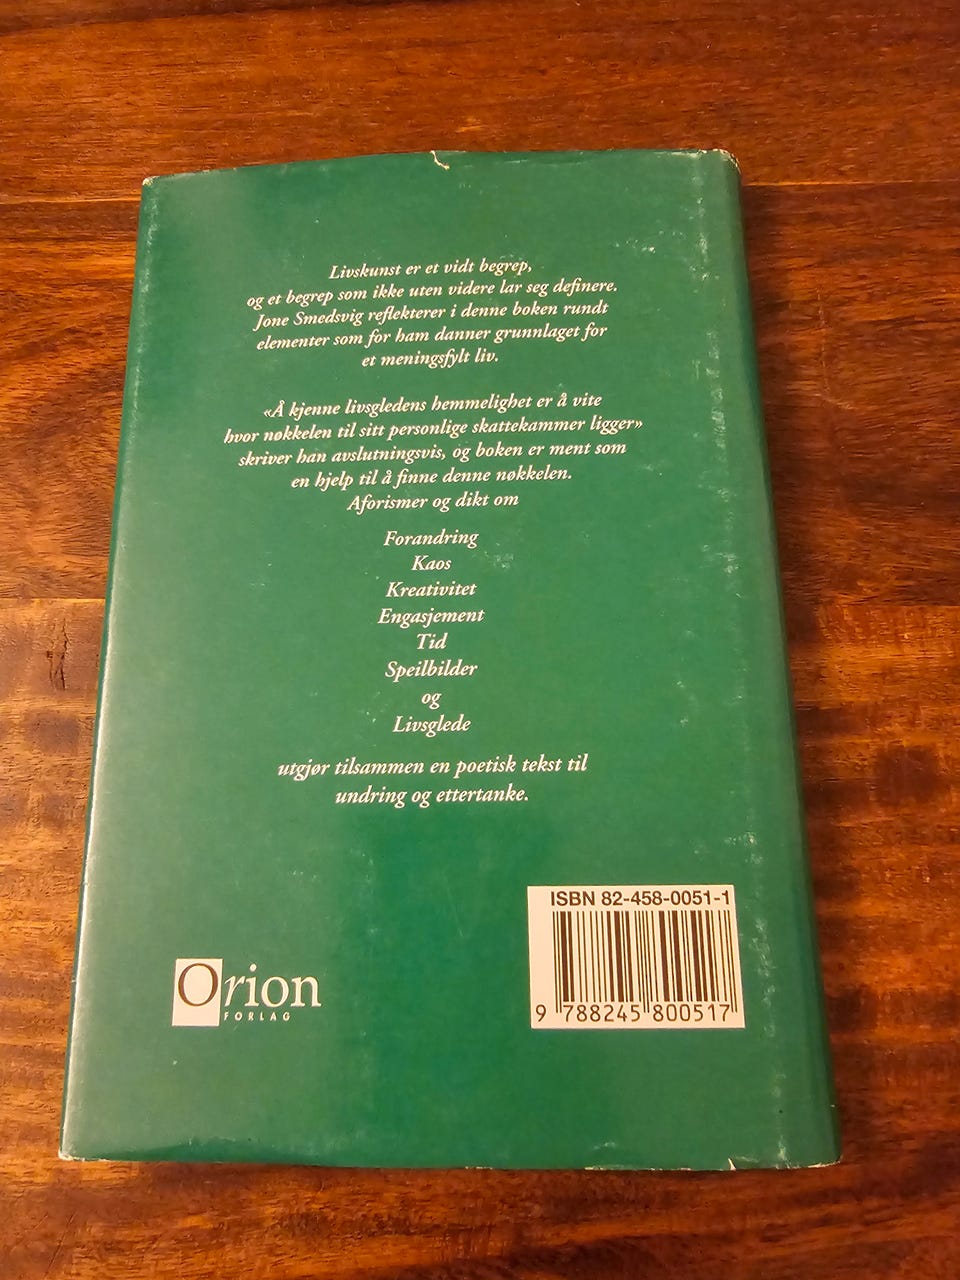 Livskunst er et vidt begrep,
og et begrep som ikke uten videre lar seg definere.
Jone Smedsvig reflekterer i denne boken rundt
elementer som for ham danner grunnlaget for
et meningsfylt liv.
«Å kjenne livsgledens hemmelighet er å vite
hvor nøkkelen til sitt personlige skattekammer ligger»
skriver han avslutningsvis, og boken er ment som
en hjelp til å finne denne nøkkelen.
Aforismer og dikt om
Forandring
Kaos
Kreativitet
Engasjement
Tid
Speilbilder
og
Livsglede
utgjør tilsammen en poetisk tekst til
undring og ettertanke.
ISBN 82-458-0051-1
9 788245 800517
Orion
FORLAG